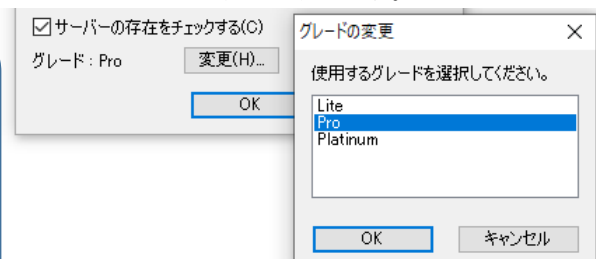 ☑サーバーの存在をチェックする(C)
グレード : Pro 変更(H)...
OK
グレードの変更
使用するグレードを選択してください。
Lite
Pro
Platinum
OK キャンセル